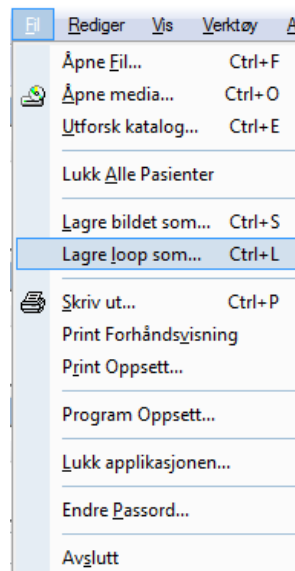 Fil Rediger Vis Verktøy
Åpne Fil... Ctrl+F
Åpne media... Ctrl+O
Utforsk katalog... Ctrl+E
Lukk Alle Pasienter
Lagre bildet som... Ctrl+S
Lagre loop som... Ctrl+L
Skriv ut... Ctrl+P
Print Forhåndsvisning
Print Oppsett...
Program Oppsett...
Lukk applikasjonen...
Endre Passord...
Avslutt